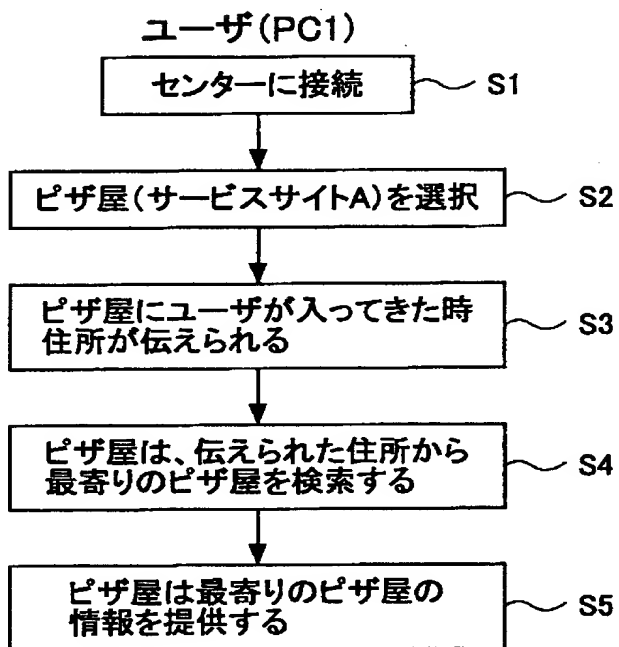 ユーザ(PC1)
センターに接続
S1
ピザ屋(サービスサイトA)を選択
S2
ピザ屋にユーザが入ってきた時
住所が伝えられる
S3
ピザ屋は、伝えられた住所から
最寄りのピザ屋を検索する
S4
ピザ屋は最寄りのピザ屋の
情報を提供する
S5